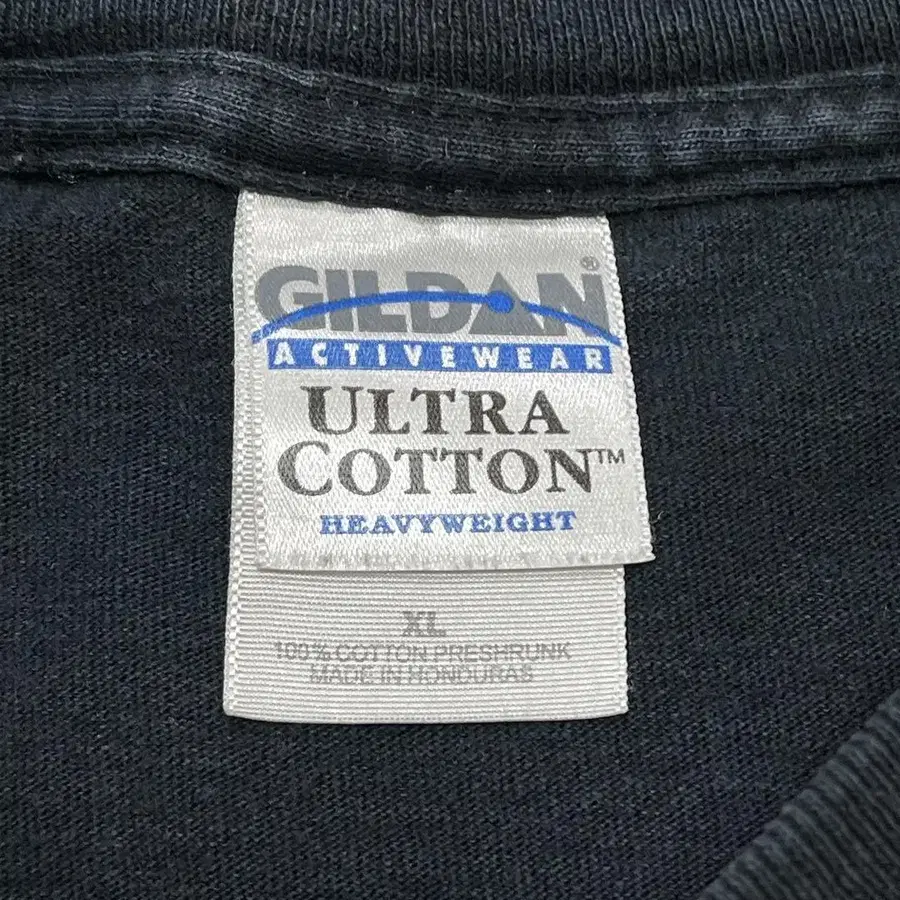 GILDAN®
ACTIVEWEAR
ULTRA
COTTON™
HEAVYWEIGHT
XL
100% COTTON PRESHRUNK
MADE IN HONDURAS